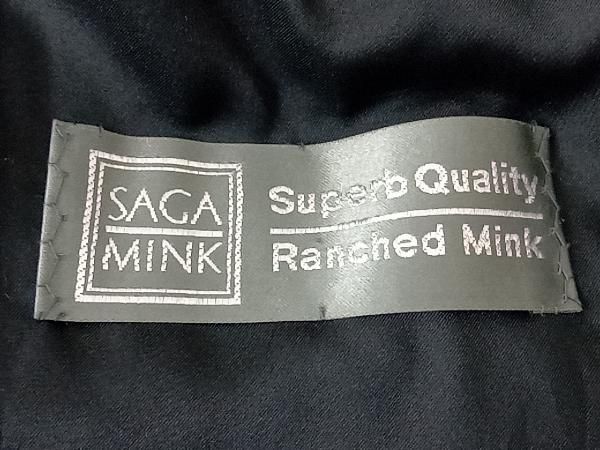 SAGA
MINK
Superb Quality
Ranched Mink